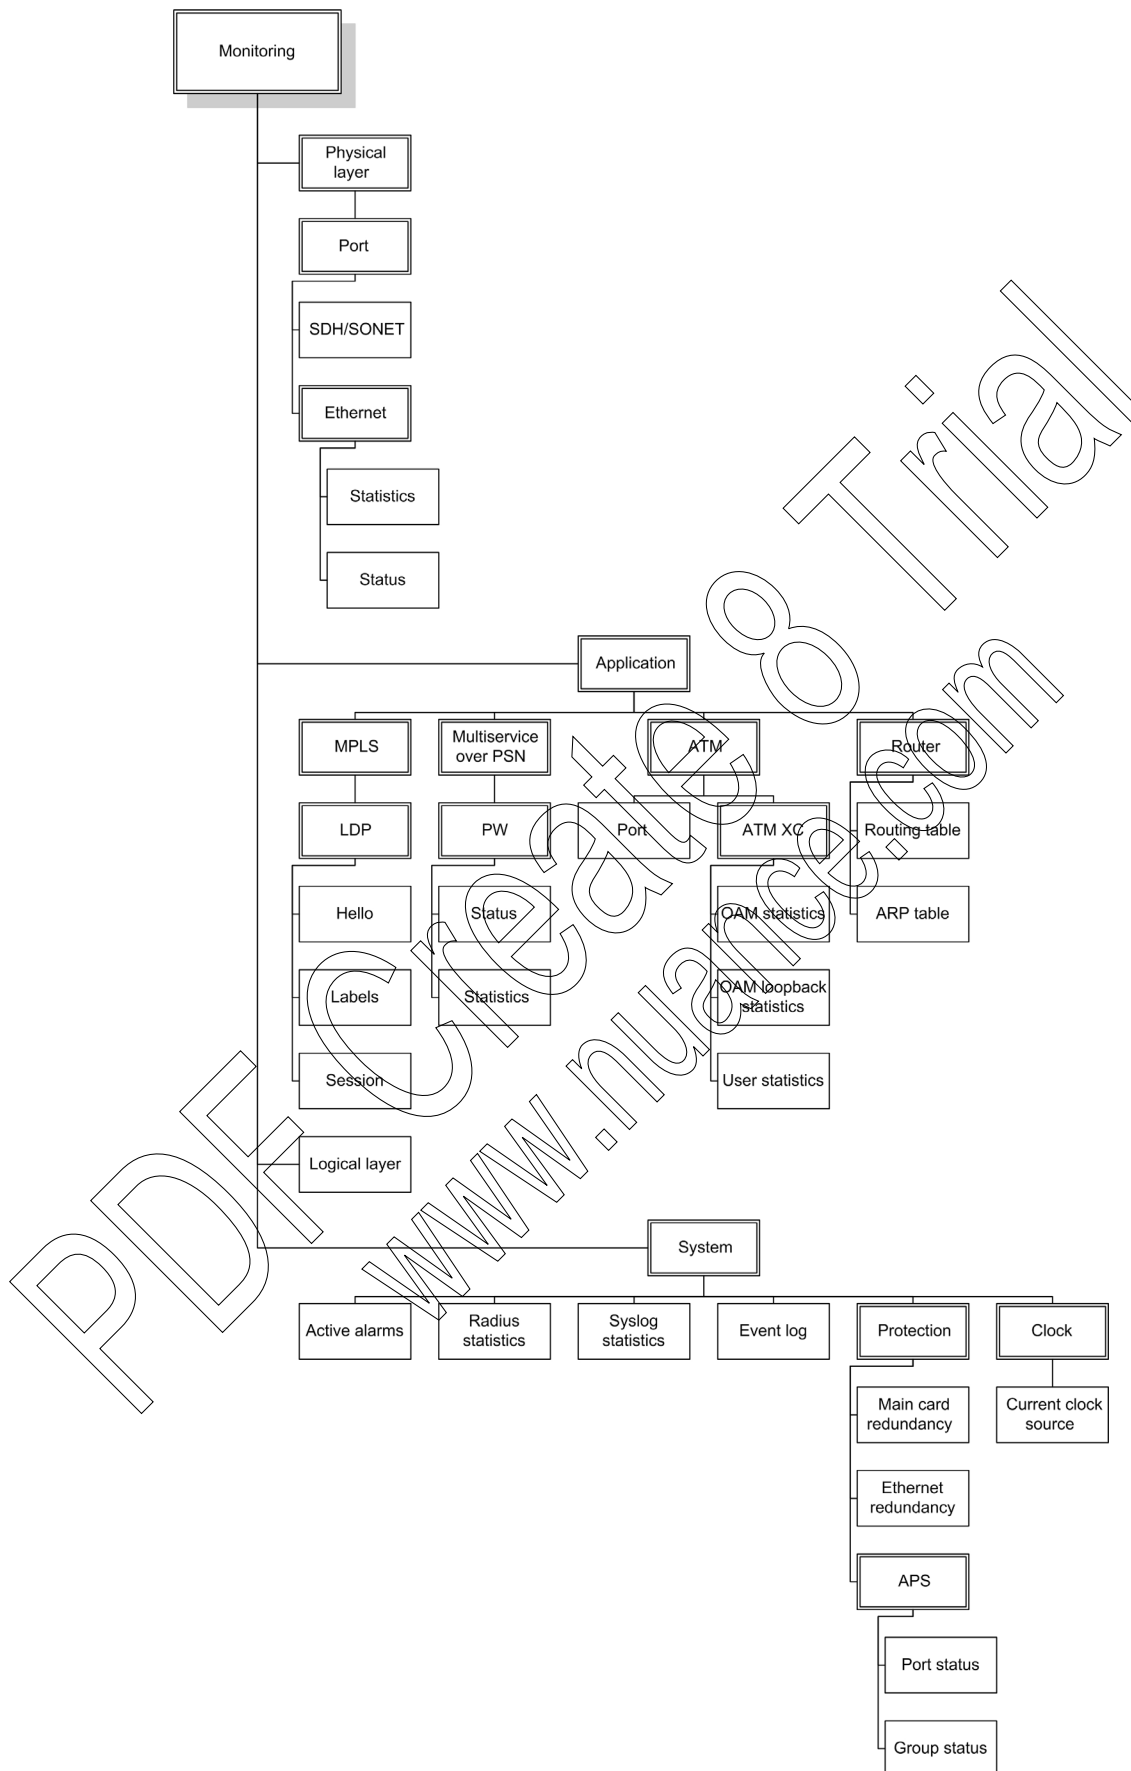 Monitoring
Physical
layer
Port
SDH/SONET
Ethernet
Statistics
Status
Application
MPLS
Multiservice
over PSN
ATM
Router
LDP
PW
Port
ATM XC
Routing table
Hello
Status
OAM statistics
ARP table
Labels
Statistics
OAM loopback
statistics
Session
User statistics
Logical layer
System
Active alarms
Radius
statistics
Syslog
statistics
Event log
Protection
Clock
Main card
redundancy
Current clock
source
Ethernet
redundancy
APS
Port status
Group status
PDF Create 8 Trial
www.nuance.com